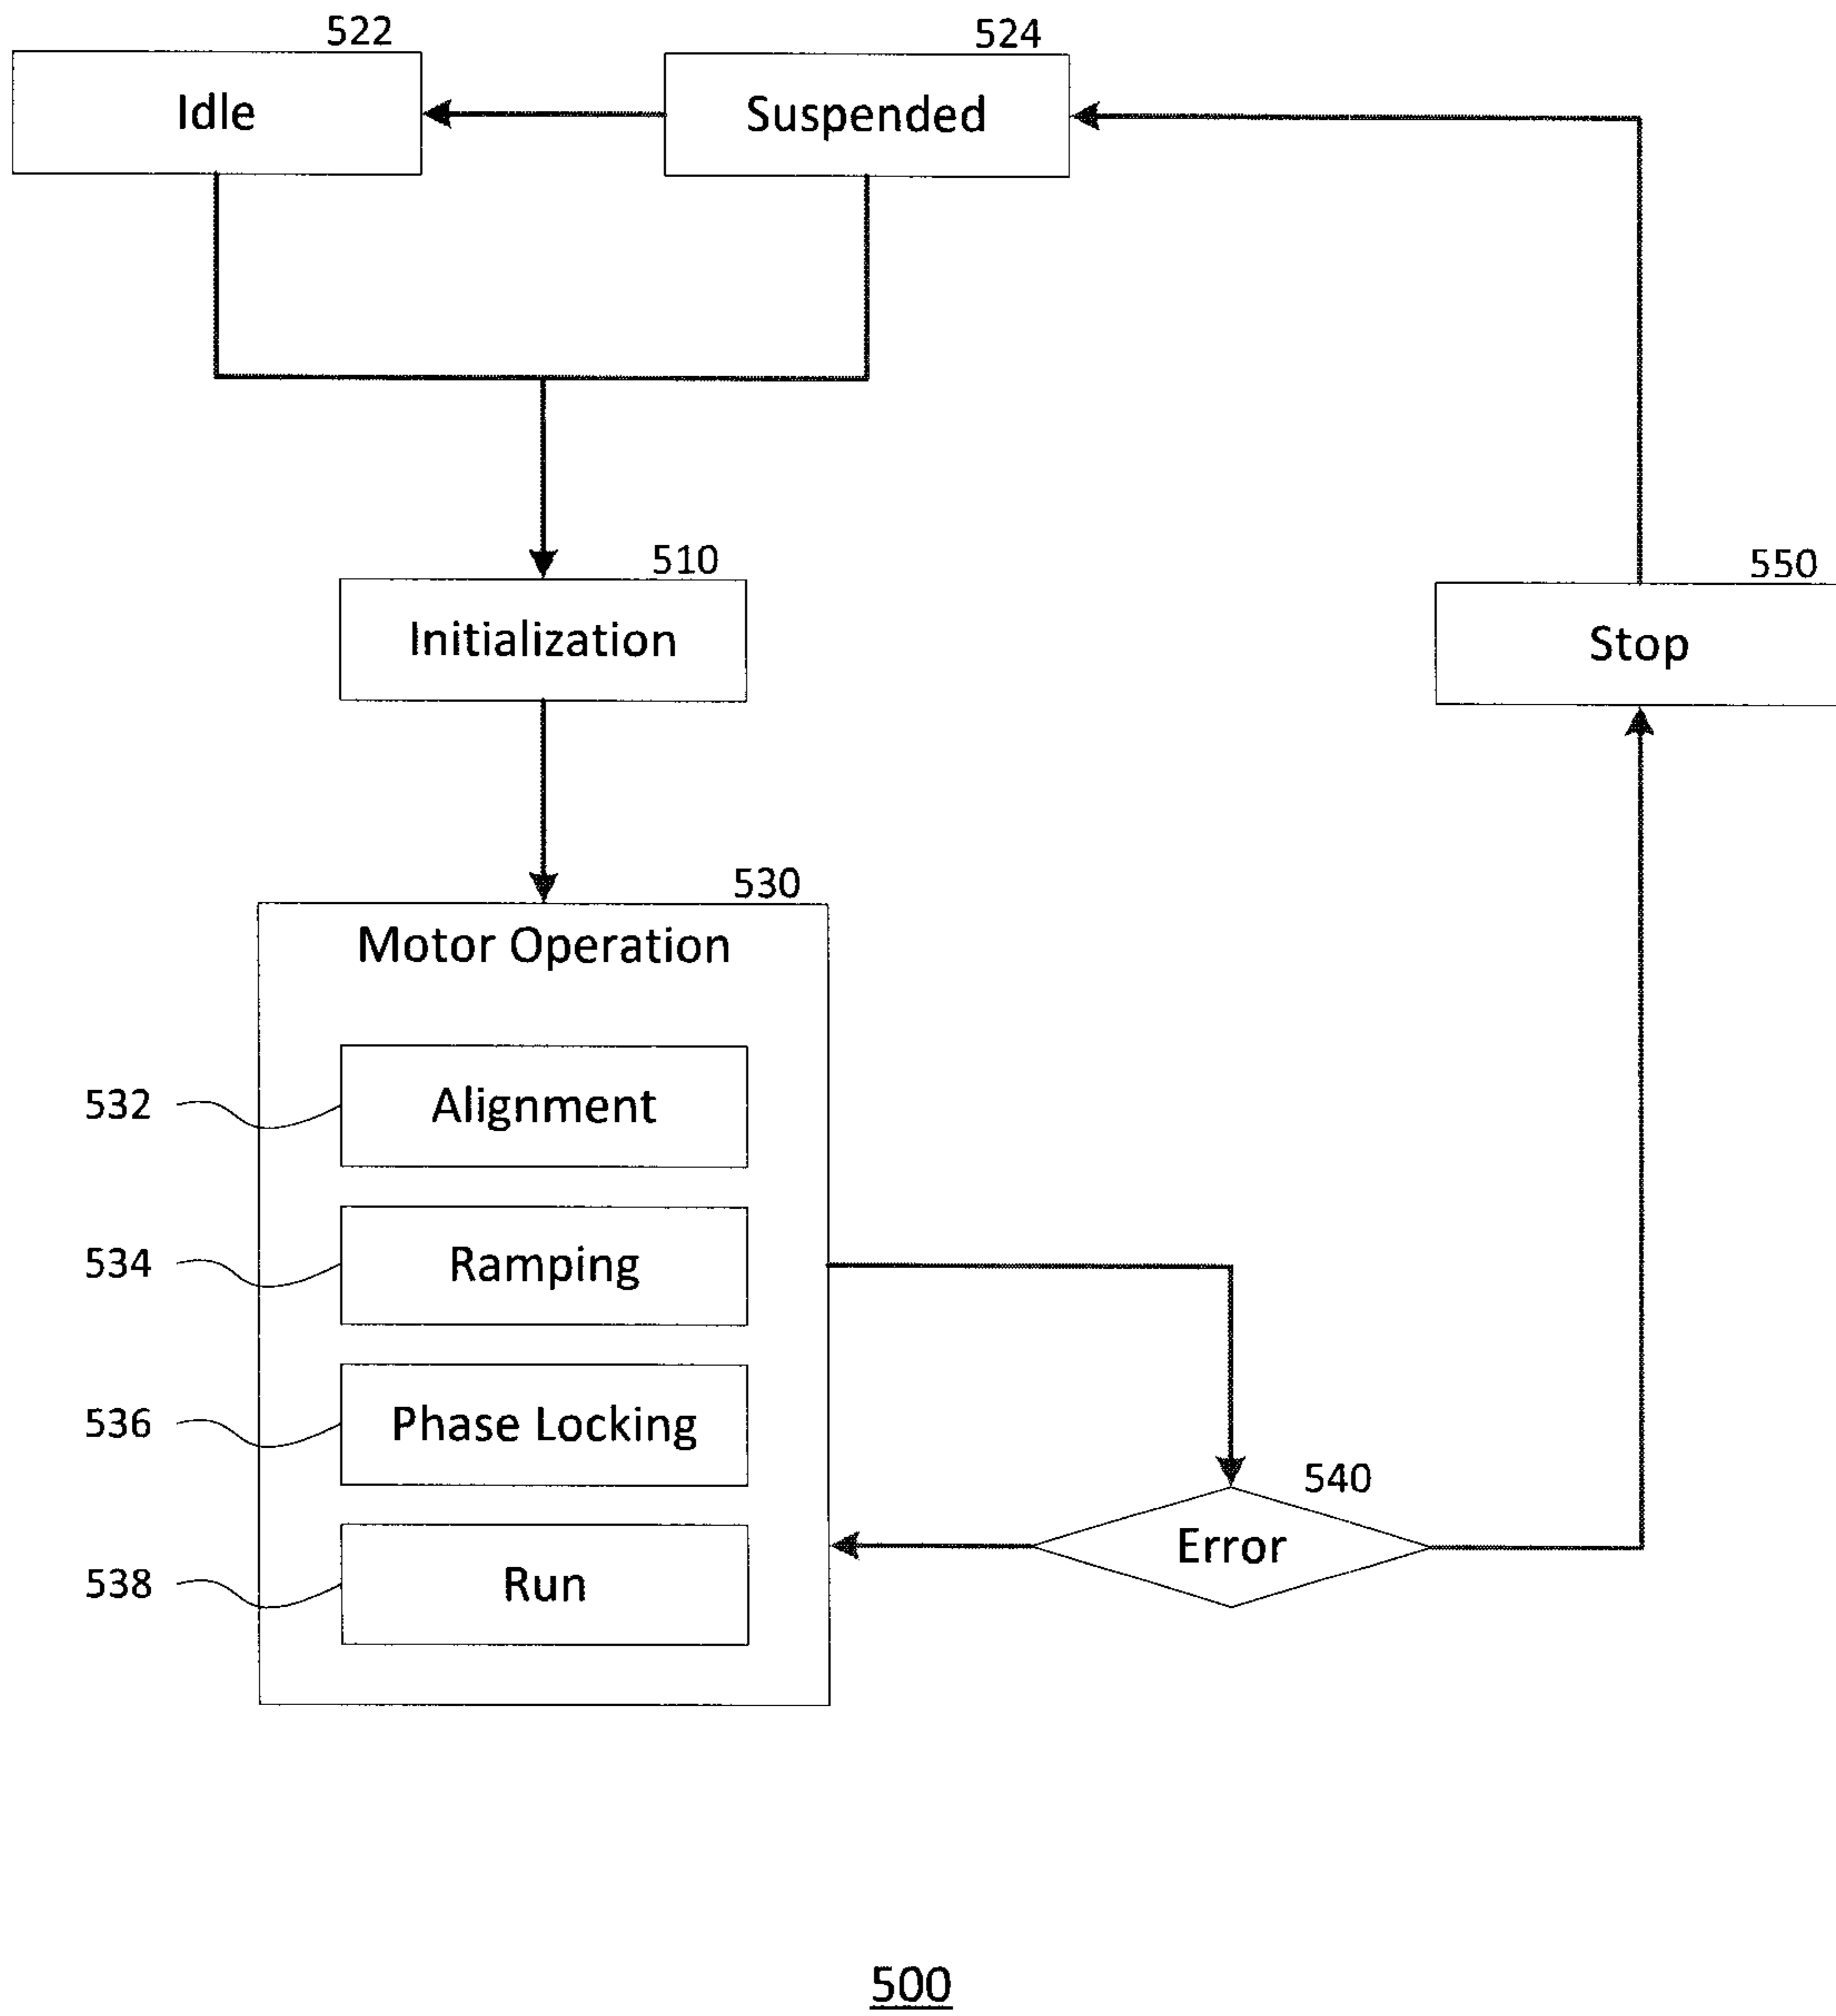 522
Idle
524
Suspended
510
Initialization
550
Stop
530
Motor Operation
532
Alignment
534
Ramping
536
Phase Locking
538
Run
540
Error
500